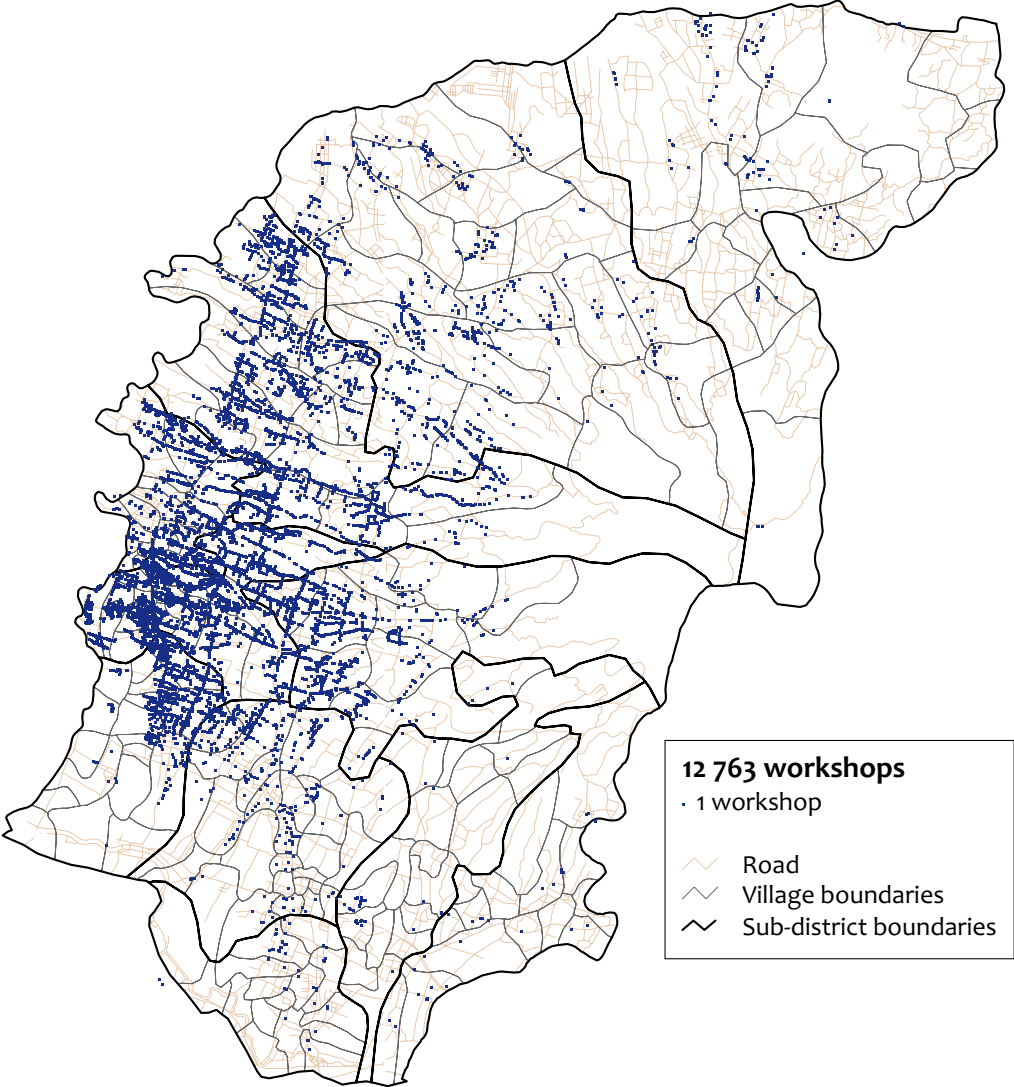 12 763 workshops
1 workshop
Road
Village boundaries
Sub-district boundaries